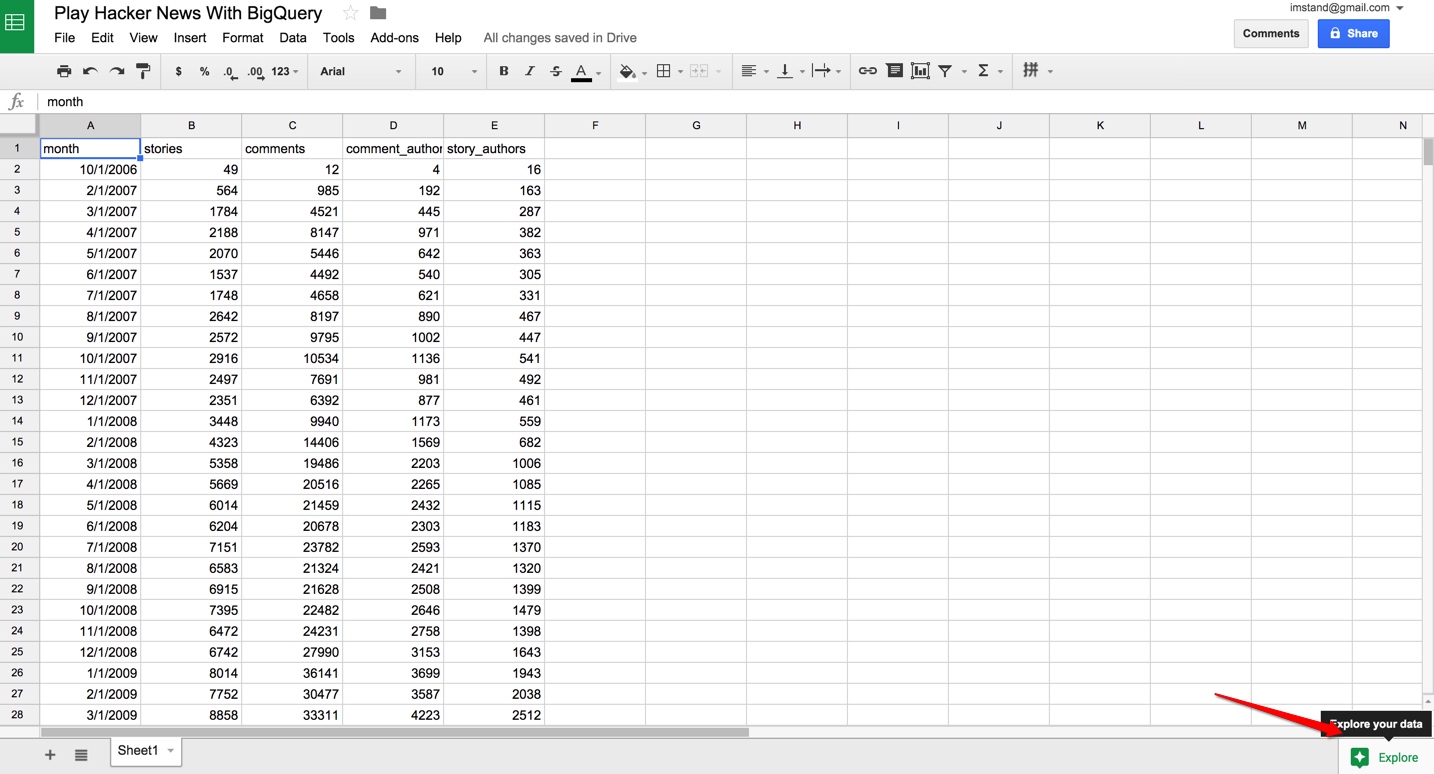 Play Hacker News With BigQuery
imstand@gmail.com
File Edit View Insert Format Data Tools Add-ons Help All changes saved in Drive
Comments Share
$ % .0 .00 123 Arial 10 B I S A Σ 拼
fx month
A B C D E F G H I J K L M N
1 month stories comments comment_author story_authors
2 10/1/2006 49 12 4 16
3 2/1/2007 564 985 192 163
4 3/1/2007 1784 4521 445 287
5 4/1/2007 2188 8147 971 382
6 5/1/2007 2070 5446 642 363
7 6/1/2007 1537 4492 540 305
8 7/1/2007 1748 4658 621 331
9 8/1/2007 2642 8197 890 467
10 9/1/2007 2572 9795 1002 447
11 10/1/2007 2916 10534 1136 541
12 11/1/2007 2497 7691 981 492
13 12/1/2007 2351 6392 877 461
14 1/1/2008 3448 9940 1173 559
15 2/1/2008 4323 14406 1569 682
16 3/1/2008 5358 19486 2203 1006
17 4/1/2008 5669 20516 2265 1085
18 5/1/2008 6014 21459 2432 1115
19 6/1/2008 6204 20678 2303 1183
20 7/1/2008 7151 23782 2593 1370
21 8/1/2008 6583 21324 2421 1320
22 9/1/2008 6915 21628 2508 1399
23 10/1/2008 7395 22482 2646 1479
24 11/1/2008 6472 24231 2758 1398
25 12/1/2008 6742 27990 3153 1643
26 1/1/2009 8014 36141 3699 1943
27 2/1/2009 7752 30477 3587 2038
28 3/1/2009 8858 33311 4223 2512
Explore your data
+ Sheet1
Explore